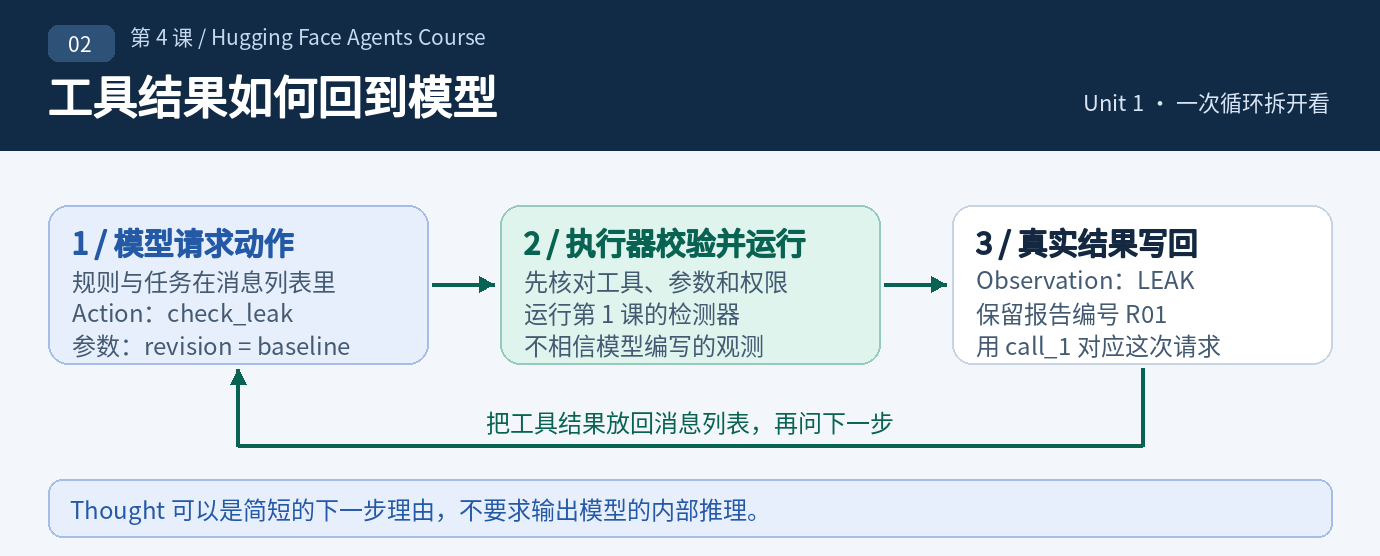 02
第 4 课 / Hugging Face Agents Course
工具结果如何回到模型
Unit 1 · 一次循环拆开看
1 / 模型请求动作
规则与任务在消息列表里
Action：check_leak
参数：revision = baseline
2 / 执行器校验并运行
先核对工具、参数和权限
运行第 1 课的检测器
不相信模型编写的观测
3 / 真实结果写回
Observation：LEAK
保留报告编号 R01
用 call_1 对应这次请求
把工具结果放回消息列表，再问下一步
Thought 可以是简短的下一步理由，不要求输出模型的内部推理。